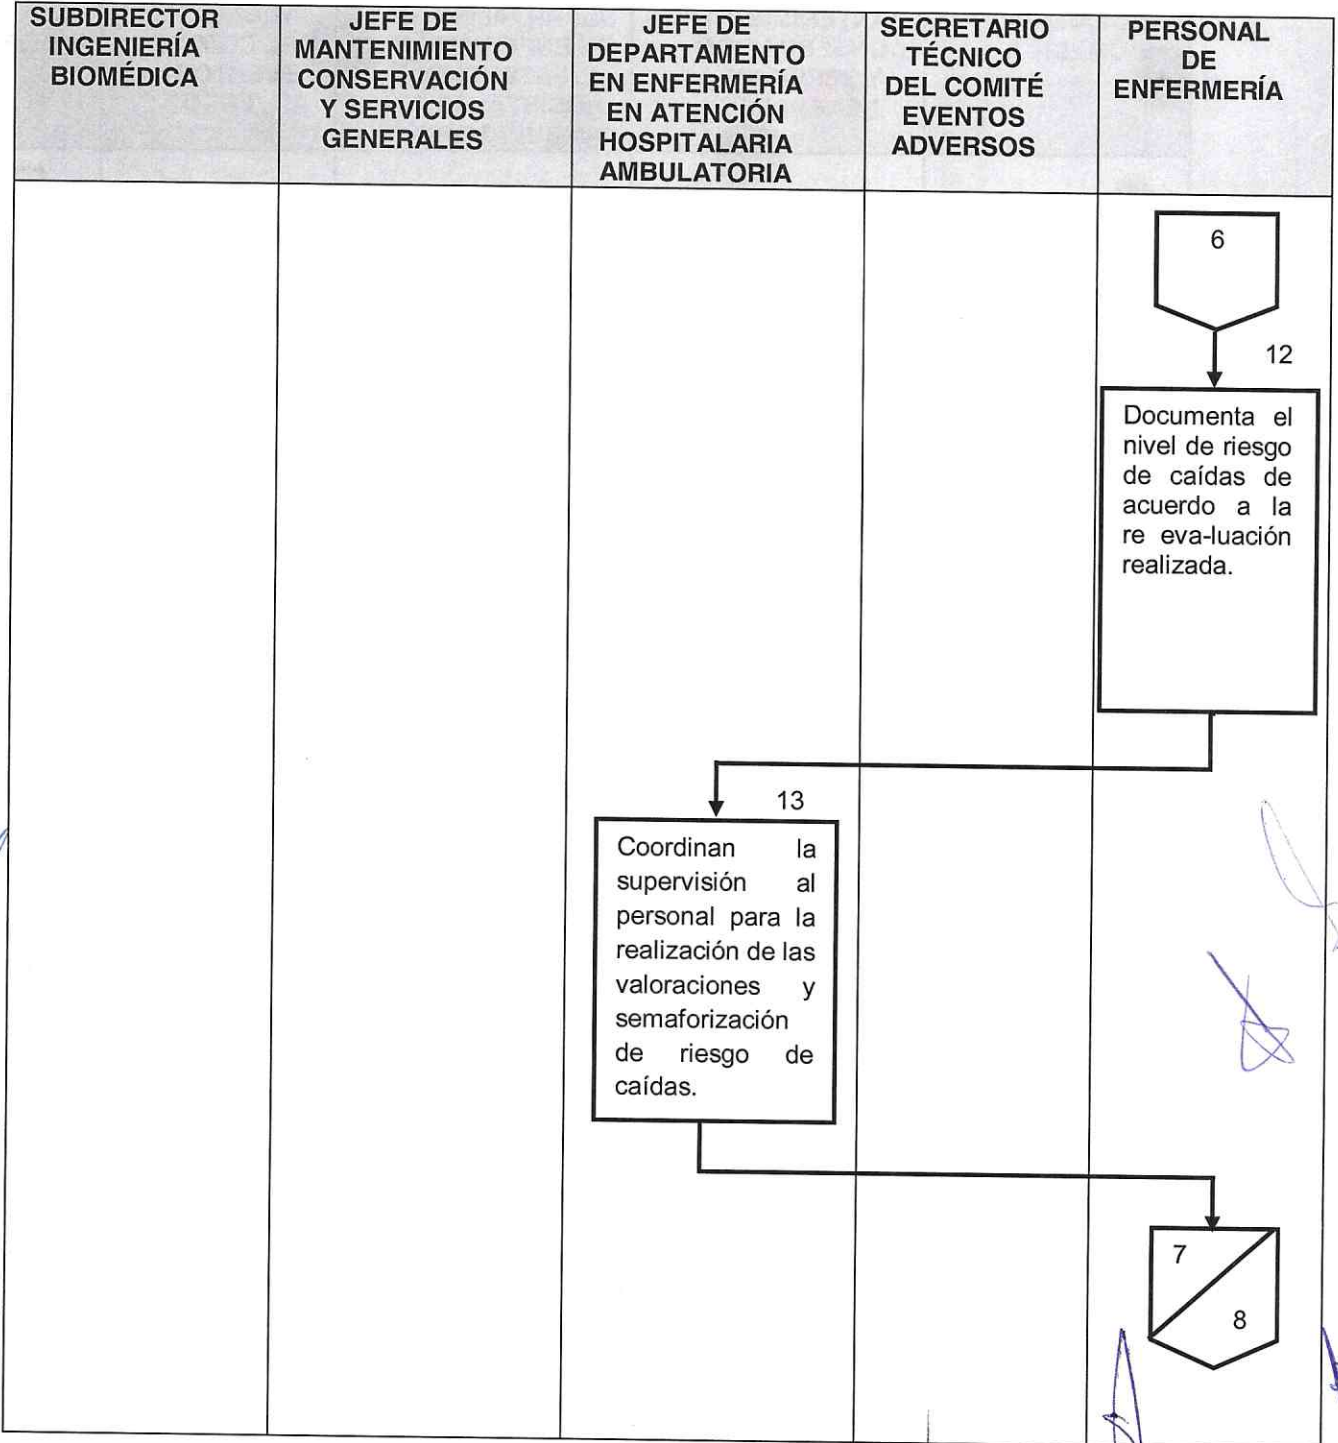 SUBDIRECTOR
INGENIERÍA
BIOMÉDICA
JEFE DE
MANTENIMIENTO
CONSERVACIÓN
Y SERVICIOS
GENERALES
JEFE DE
DEPARTAMENTO
EN ENFERMERÍA
EN ATENCIÓN
HOSPITALARIA
AMBULATORIA
SECRETARIO
TÉCNICO
DEL COMITÉ
EVENTOS
ADVERSOS
PERSONAL
DE
ENFERMERÍA
6
12
Documenta el
nivel de riesgo
de caídas de
acuerdo a la
re eva-luación
realizada.
13
Coordinan la
supervisión al
personal para la
realización de las
valoraciones y
semaforización
de riesgo de
caídas.
7
8